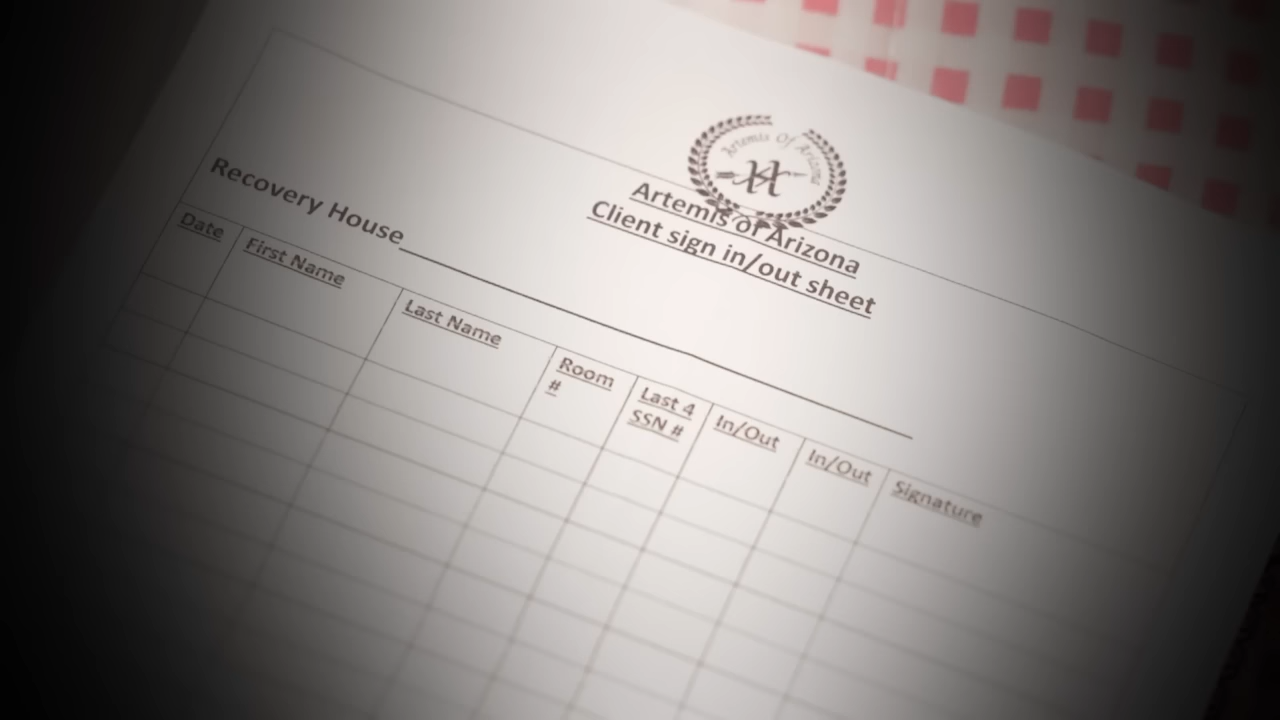 Artemis Of Arizona
Artemis of Arizona
Client sign in/out sheet
Recovery House
Date First Name Last Name Room # Last 4 SSN # In/Out In/Out Signature